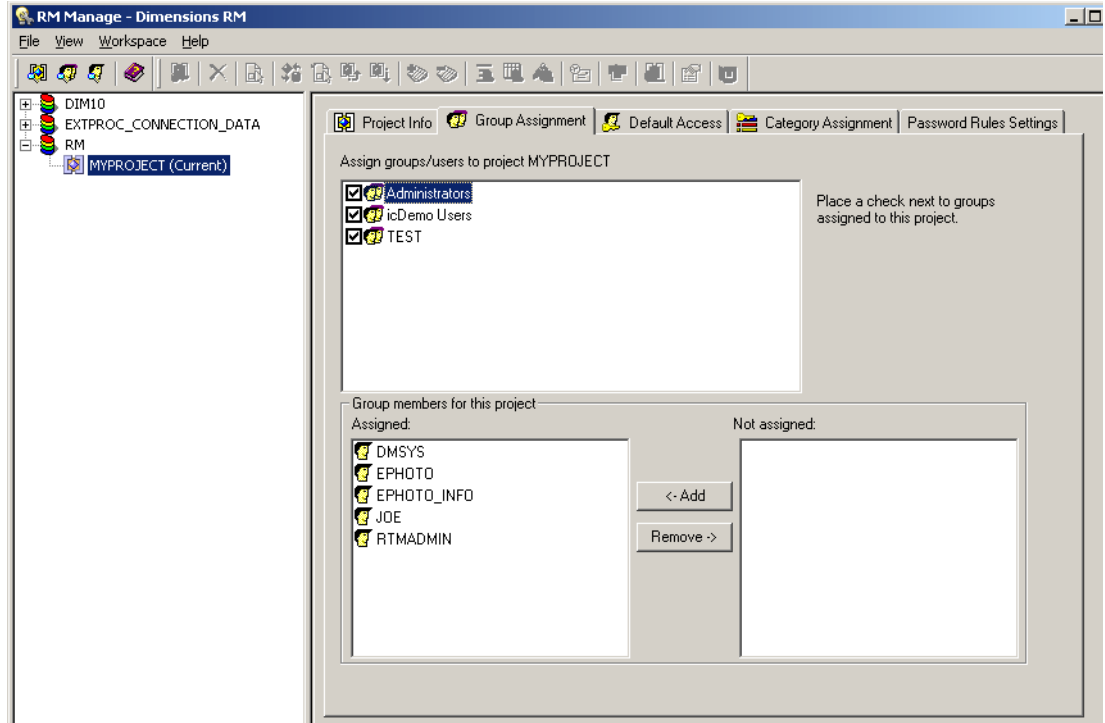 RM Manage - Dimensions RM
File View Workspace Help
DIM10
EXTPROC_CONNECTION_DATA
RM
MYPROJECT (Current)
Project Info Group Assignment Default Access Category Assignment Password Rules Settings
Assign groups/users to project MYPROJECT
Administrators
icDemo Users
TEST
Place a check next to groups
assigned to this project.
Group members for this project
Assigned: Not assigned:
DMSYS
EPHOTO
EPHOTO_INFO
JOE
RTMADMIN
<- Add
Remove ->